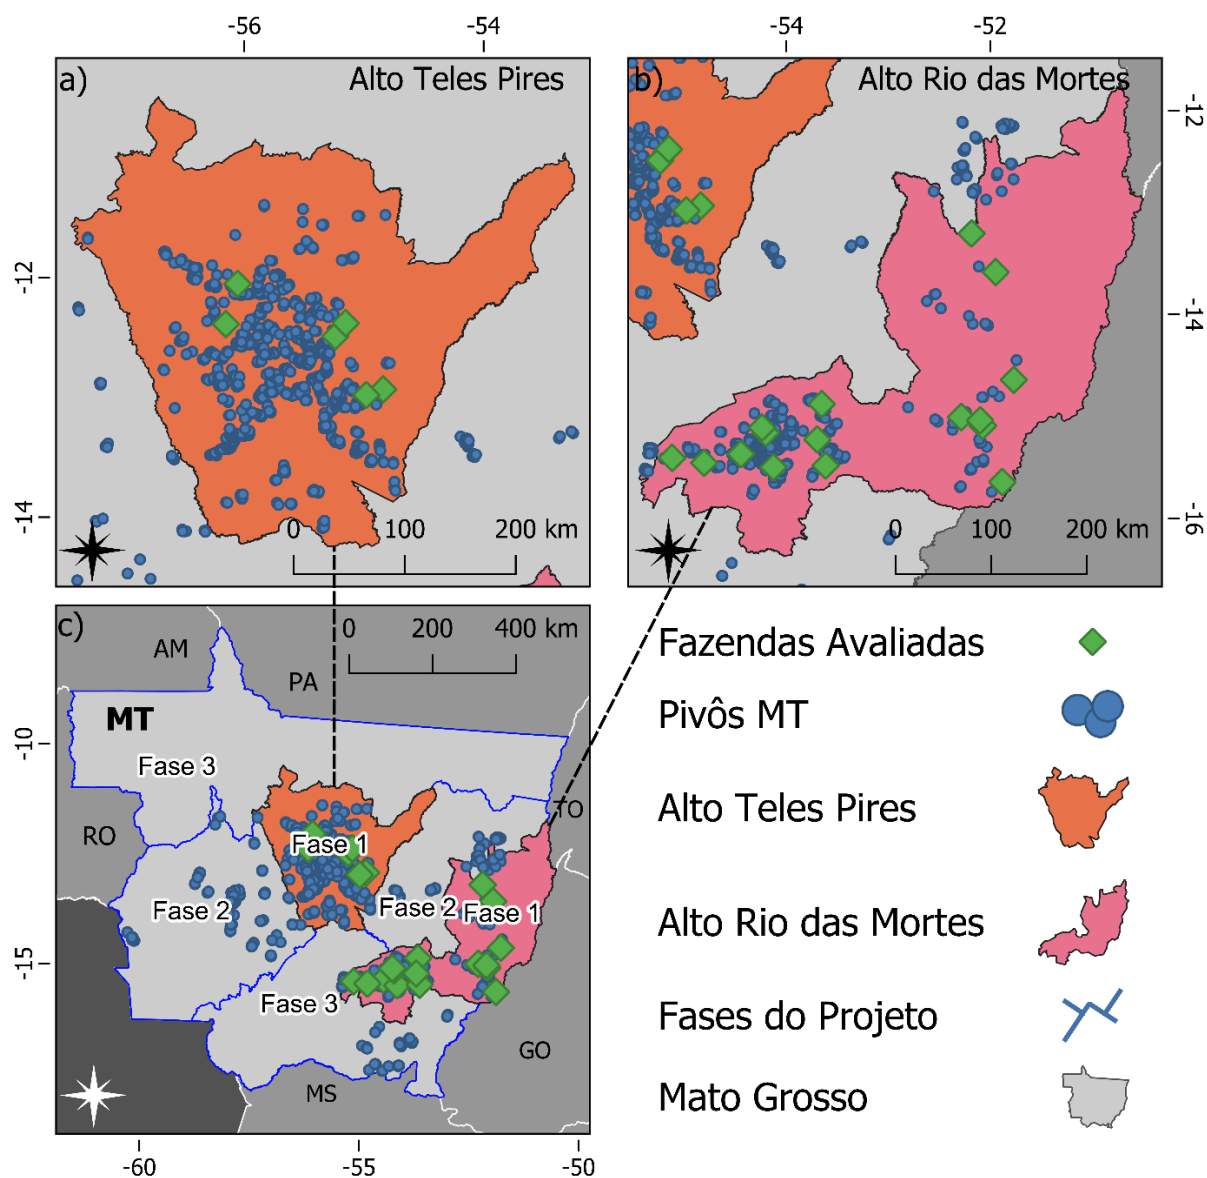 -56
-54
-54
-52
a)
Alto Teles Pires
b)
Alto Rio das Mortes
-12
-14
0
100
200 km
-12
-14
-16
0
100
200 km
c)
0
200
400 km
AM
PA
MT
Fase 3
RO
TO
Fase 1
Fase 2
Fase 2
Fase 1
Fase 3
GO
MS
-10
-15
-60
-55
-50
Fazendas Avaliadas
Pivôs MT
Alto Teles Pires
Alto Rio das Mortes
Fases do Projeto
Mato Grosso